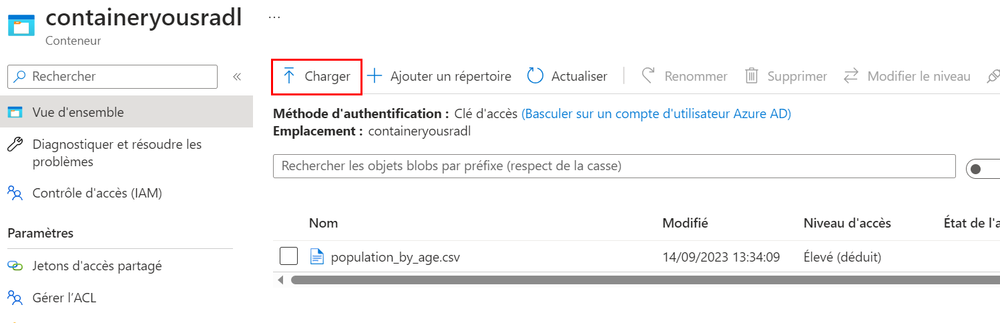 containeryousradl
...
Conteneur
Rechercher
«
Charger
Ajouter un répertoire
Actualiser
Renommer
Supprimer
Modifier le niveau
Vue d'ensemble
Diagnostiquer et résoudre les
problèmes
Contrôle d'accès (IAM)
Paramètres
Jetons d'accès partagé
Gérer l’ACL
Méthode d'authentification : Clé d'accès (Basculer sur un compte d'utilisateur Azure AD)
Emplacement : containeryousradl
Rechercher les objets blobs par préfixe (respect de la casse)
Nom Modifié Niveau d'accès État de l'a
population_by_age.csv 14/09/2023 13:34:09 Élevé (déduit)